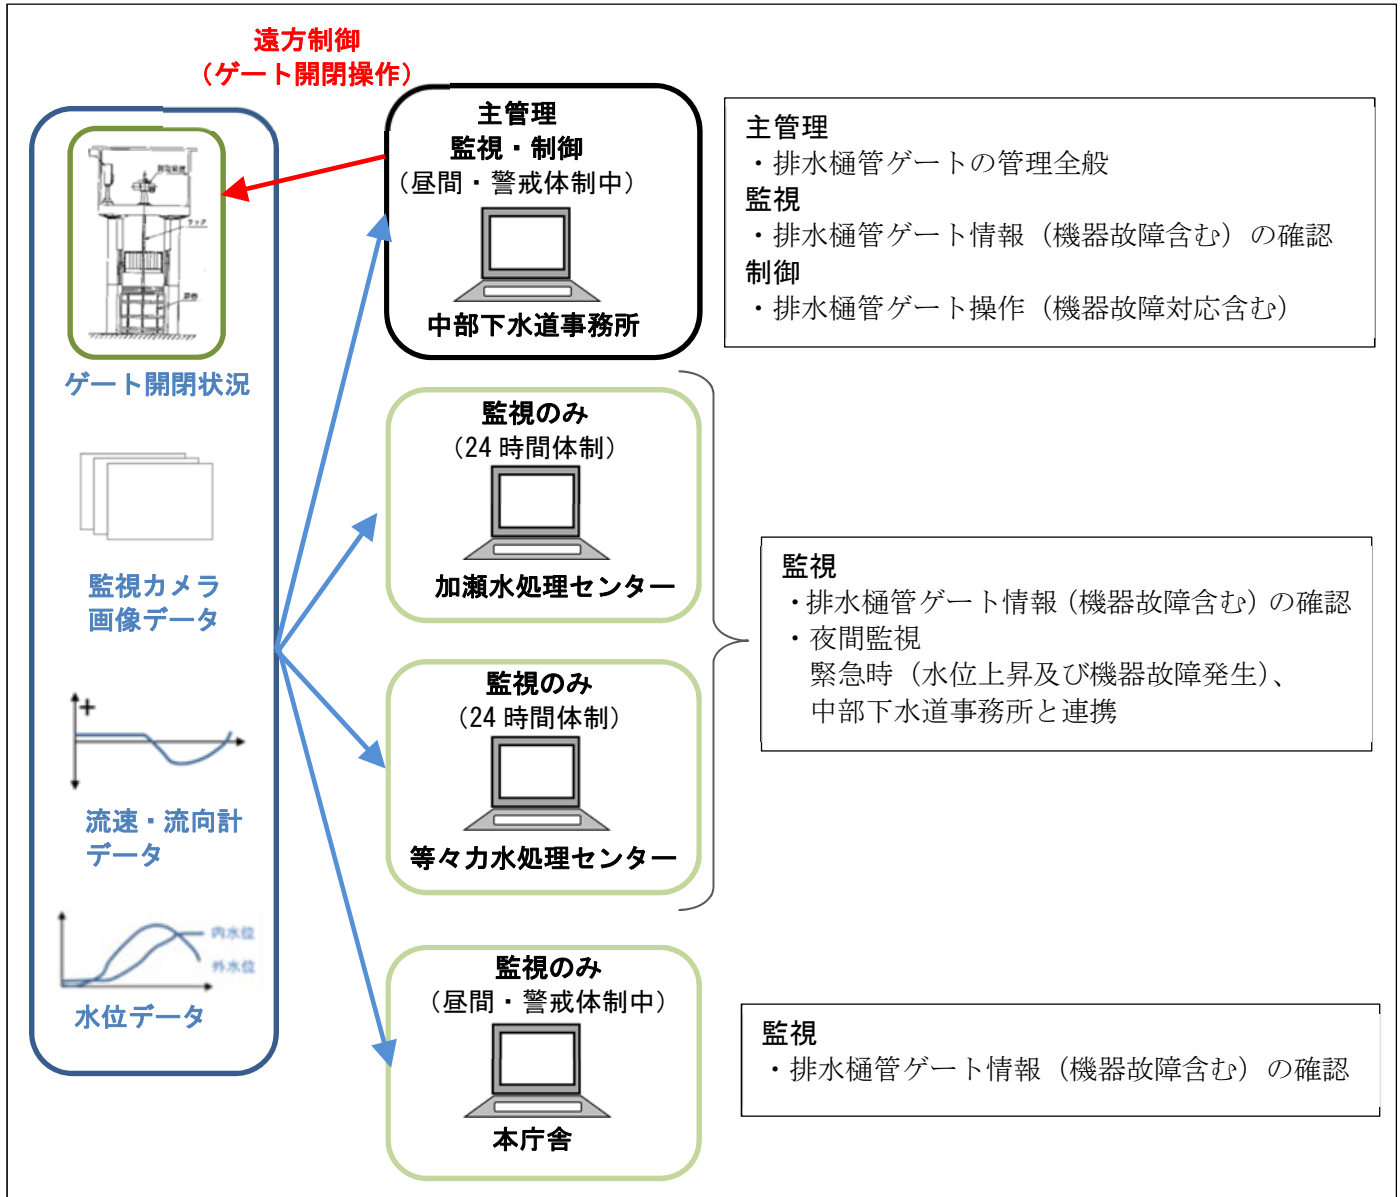 遠方制御
（ゲート開閉操作）
ゲート開閉状況
監視カメラ
画像データ
+
流速・流向計
データ
内水位
外水位
水位データ
主管理
監視・制御
（昼間・警戒体制中）
中部下水道事務所
監視のみ
（24 時間体制）
加瀬水処理センター
監視のみ
（24 時間体制）
等々力水処理センター
監視のみ
（昼間・警戒体制中）
本庁舎
主管理
・排水樋管ゲートの管理全般
監視
・排水樋管ゲート情報（機器故障含む）の確認
制御
・排水樋管ゲート操作（機器故障対応含む）
監視
・排水樋管ゲート情報（機器故障含む）の確認
・夜間監視
緊急時（水位上昇及び機器故障発生）、
中部下水道事務所と連携
監視
・排水樋管ゲート情報（機器故障含む）の確認